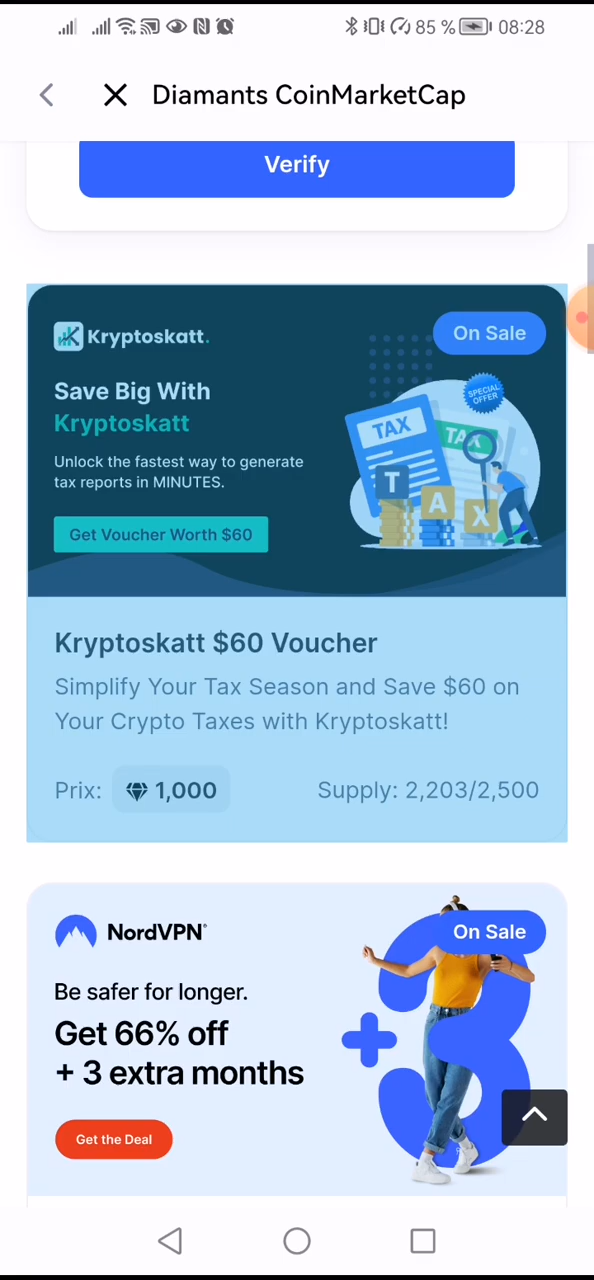 85 % 08:28
Diamants CoinMarketCap
Verify
Kryptoskatt.
On Sale
Save Big With
Kryptoskatt
Unlock the fastest way to generate
tax reports in MINUTES.
Get Voucher Worth $60
SPECIAL
OFFER
TAX
TAX
T
A
X
Kryptoskatt $60 Voucher
Simplify Your Tax Season and Save $60 on
Your Crypto Taxes with Kryptoskatt!
Prix: 1,000 Supply: 2,203/2,500
NordVPN®
On Sale
Be safer for longer.
Get 66% off
+ 3 extra months
+3
Get the Deal